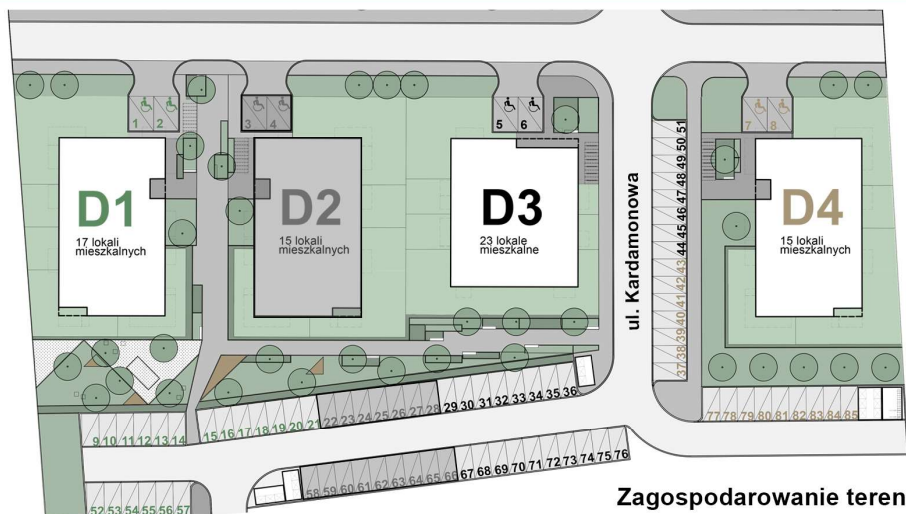 1 2
3 4
5 6
7 8
D1
17 lokali
mieszkalnych
D2
15 lokali
mieszkalnych
D3
23 lokale
mieszkalne
D4
15 lokali
mieszkalnych
ul. Kardamonowa
37 38 39 40 41 42 43 44 45 46 47 48 49 50 51
9 10 11 12 13 14
15 16 17 18 19 20 21 22 23 24 25 26 27 28 29 30 31 32 33 34 35 36
77 78 79 80 81 82 83 84 85
52 53 54 55 56 57
58 59 60 61 62 63 64 65 66 67 68 69 70 71 72 73 74 75 76
Zagospodarowanie teren